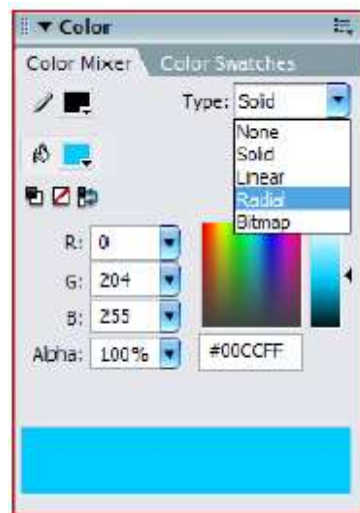 Color
Color Mixer Color Swatches
Type: Solid
None
Solid
Linear
Radial
Bitmap
R: 0
G: 204
B: 255
Alpha: 100% #00CCFF